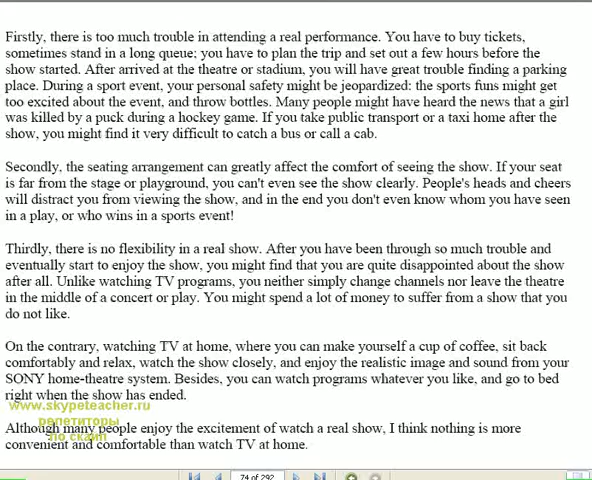 Firstly, there is too much trouble in attending a real performance. You have to buy tickets,
sometimes stand in a long queue; you have to plan the trip and set out a few hours before the
show started. After arrived at the theatre or stadium, you will have great trouble finding a parking
place. During a sport event, your personal safety might be jeopardized: the sports funs might get
too excited about the event, and throw bottles. Many people might have heard the news that a girl
was killed by a puck during a hockey game. If you take public transport or a taxi home after the
show, you might find it very difficult to catch a bus or call a cab.
Secondly, the seating arrangement can greatly affect the comfort of seeing the show. If your seat
is far from the stage or playground, you can't even see the show clearly. People's heads and cheers
will distract you from viewing the show, and in the end you don't even know whom you have seen
in a play, or who wins in a sports event!
Thirdly, there is no flexibility in a real show. After you have been through so much trouble and
eventually start to enjoy the show, you might find that you are quite disappointed about the show
after all. Unlike watching TV programs, you neither simply change channels nor leave the theatre
in the middle of a concert or play. You might spend a lot of money to suffer from a show that you
do not like.
On the contrary, watching TV at home, where you can make yourself a cup of coffee, sit back
comfortably and relax, watch the show closely, and enjoy the realistic image and sound from your
SONY home-theatre system. Besides, you can watch programs whatever you like, and go to bed
right when the show has ended.
www.skypeteacher.ru
репетиторы
по скайп
Although many people enjoy the excitement of watch a real show, I think nothing is more
convenient and comfortable than watch TV at home.
74 of 292